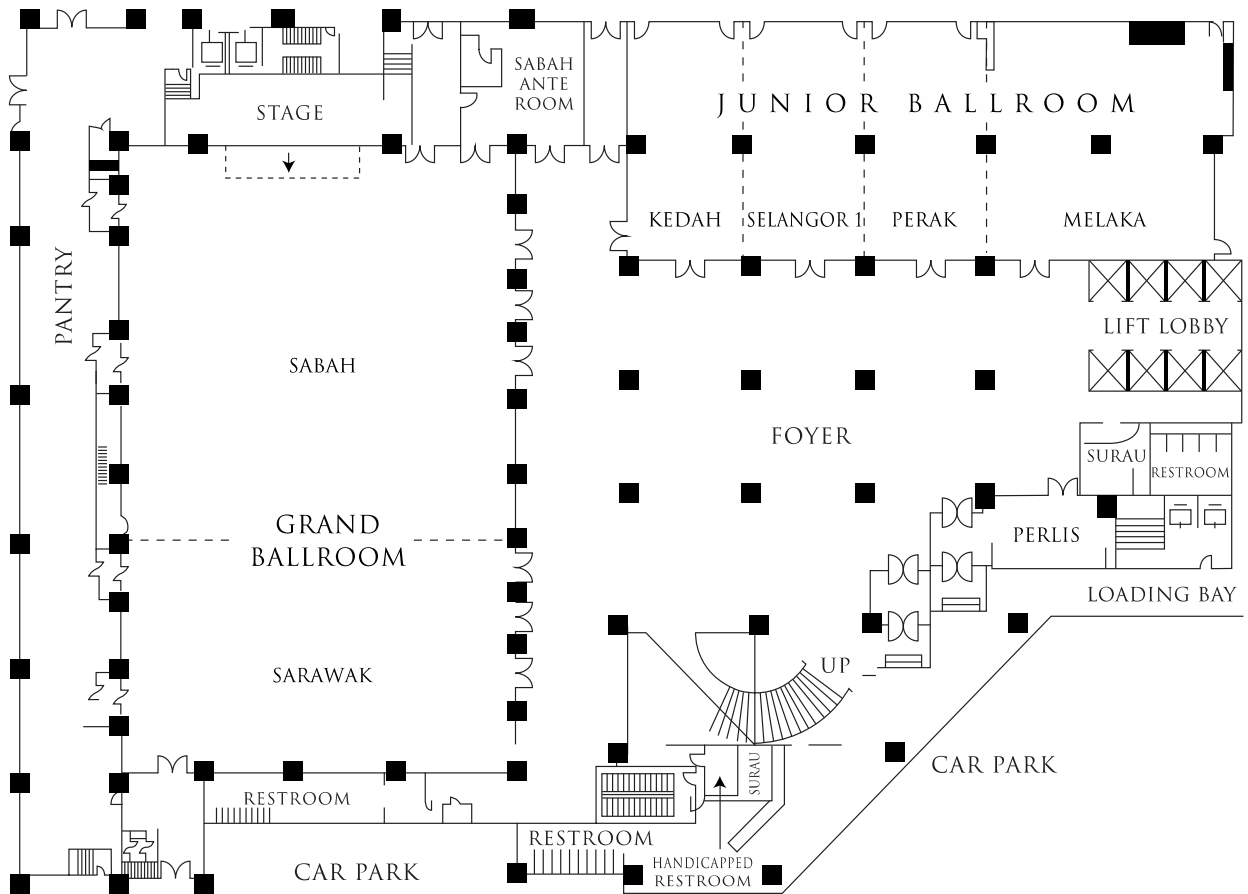 SABAH
ANTE
ROOM
STAGE
JUNIOR BALLROOM
KEDAH
SELANGOR 1
PERAK
MELAKA
PANTRY
LIFT LOBBY
SABAH
FOYER
SURAU
RESTROOM
GRAND
BALLROOM
PERLIS
LOADING BAY
SARAWAK
UP
CAR PARK
SURAU
RESTROOM
RESTROOM
CAR PARK
HANDICAPPED
RESTROOM